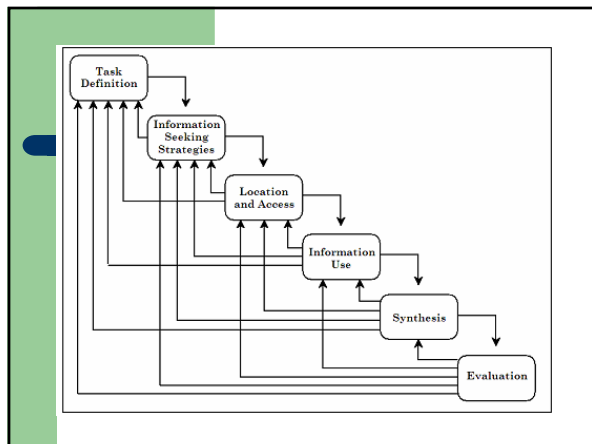 Task
Definition
Information
Seeking
Strategies
Location
and Access
Information
Use
Synthesis
Evaluation